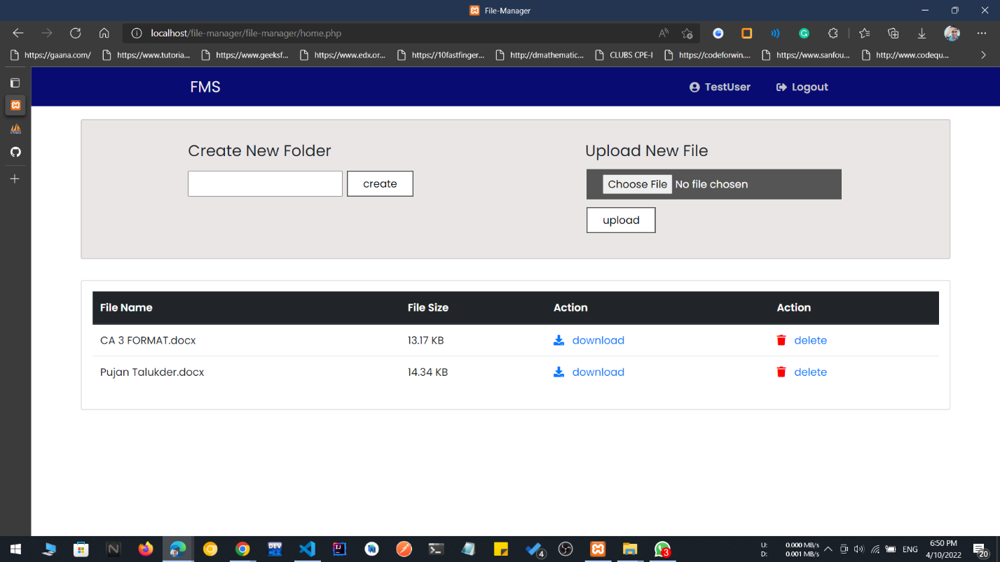 File-Manager
localhost/file-manager/file-manager/home.php
https://gaana.com/ https://www.tutoria... https://www.geeksf... https://www.edx.or... https://10fastfinger... http://dmathematic... CLUBS CPE-I https://codeforwin.... https://www.sanfou... http://www.codequ...
FMS TestUser Logout
Create New Folder Upload New File
create Choose File No file chosen
upload
File Name File Size Action Action
CA 3 FORMAT.docx 13.17 KB download delete
Pujan Talukder.docx 14.34 KB download delete
U: 0.000 MB/s 6:50 PM
D: 0.001 MB/s ENG 4/10/2022
DEV
4
3
20